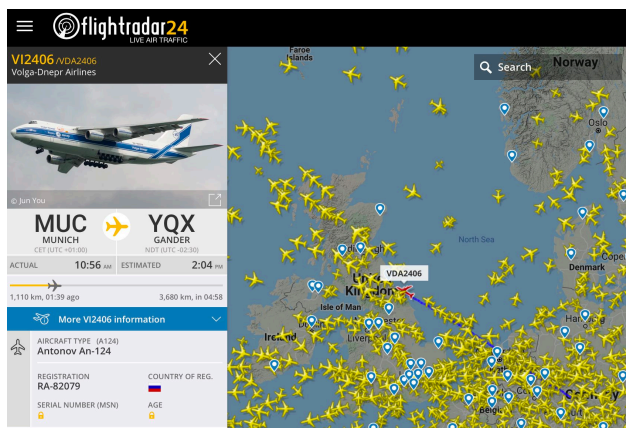 flightradar24
LIVE AIR TRAFFIC
VI2406 /VDA2406
Volga-Dnepr Airlines
© Jun You
MUC
MUNICH
CET (UTC +01:00)
YQX
GANDER
NDT (UTC -02:30)
ACTUAL 10:56 AM
ESTIMATED 2:04 PM
1,110 km, 01:39 ago
3,680 km, in 04:58
More VI2406 information
AIRCRAFT TYPE (A124)
Antonov An-124
REGISTRATION
RA-82079
COUNTRY OF REG.
SERIAL NUMBER (MSN)
AGE
Search
Faroe
Islands
Norway
Oslo
North Sea
Denmark
VDA2406
Isle of Man
Ireland